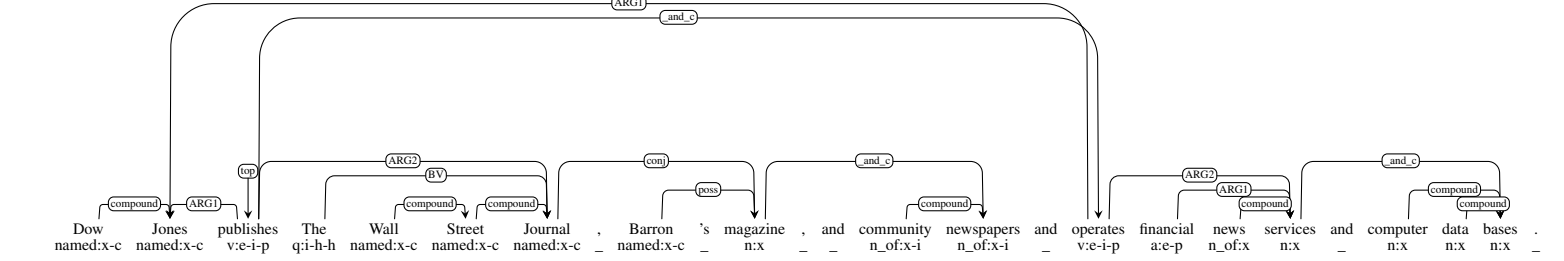 ARG1
_and_c
ARG2 conj _and_c _and_c
top BV ARG2
poss ARG1 compound
compound ARG1 compound compound compound compound compound
Dow Jones publishes The Wall Street Journal , Barron 's magazine , and community newspapers and operates financial news services and computer data bases .
named:x-c named:x-c v:e-i-p q:i-h-h named:x-c named:x-c named:x-c _ named:x-c _ n:x _ _ n_of:x-i n_of:x-i _ v:e-i-p a:e-p n_of:x n:x _ n:x n:x n:x _